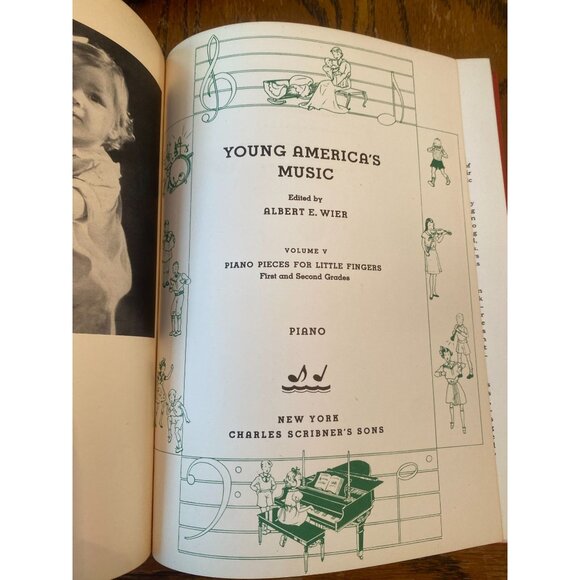 YOUNG AMERICA'S
MUSIC
Edited by
ALBERT E. WIER
VOLUME V
PIANO PIECES FOR LITTLE FINGERS
First and Second Grades
PIANO
NEW YORK
CHARLES SCRIBNER'S SONS